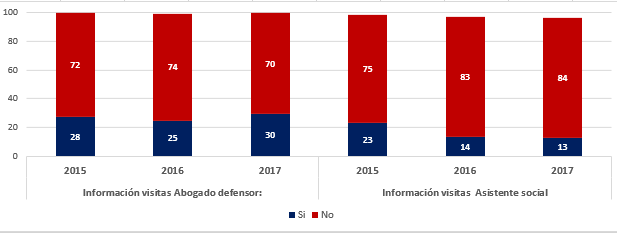 100
80
60
40
20
0
72 74 70 75 83 84
28 25 30 23 14 13
2015 2016 2017 2015 2016 2017
Información visitas Abogado defensor: Información visitas Asistente social
Si No